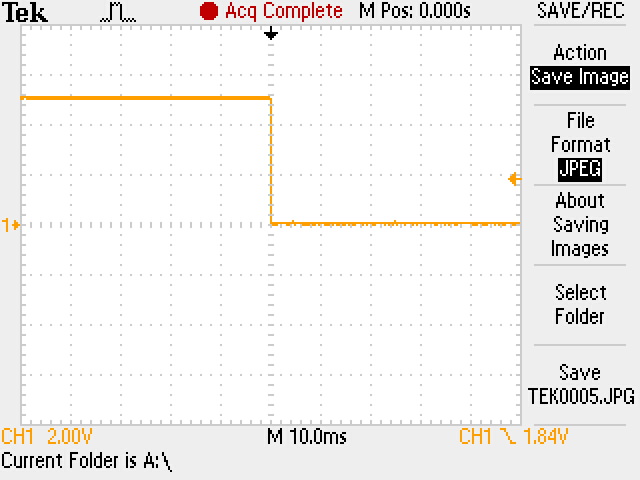 Tek Acq Complete M Pos: 0.000s SAVE/REC
Action
Save Image
File
Format
JPEG
1
About
Saving
Images
Select
Folder
Save
TEK0005.JPG
CH1 2.00V M 10.0ms CH1 1.84V
Current Folder is A:\